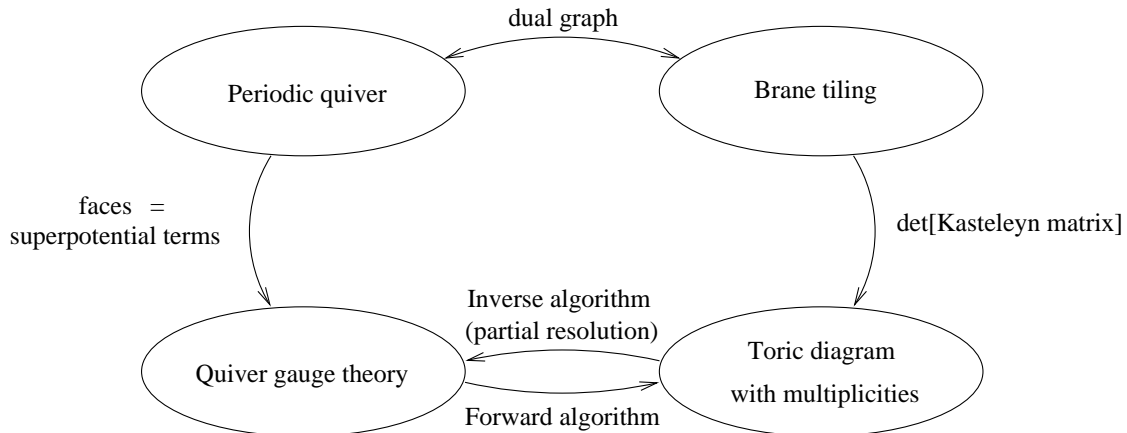 dual graph
Periodic quiver
Brane tiling
faces =
superpotential terms
det[Kasteleyn matrix]
Inverse algorithm
(partial resolution)
Quiver gauge theory
Toric diagram
with multiplicities
Forward algorithm